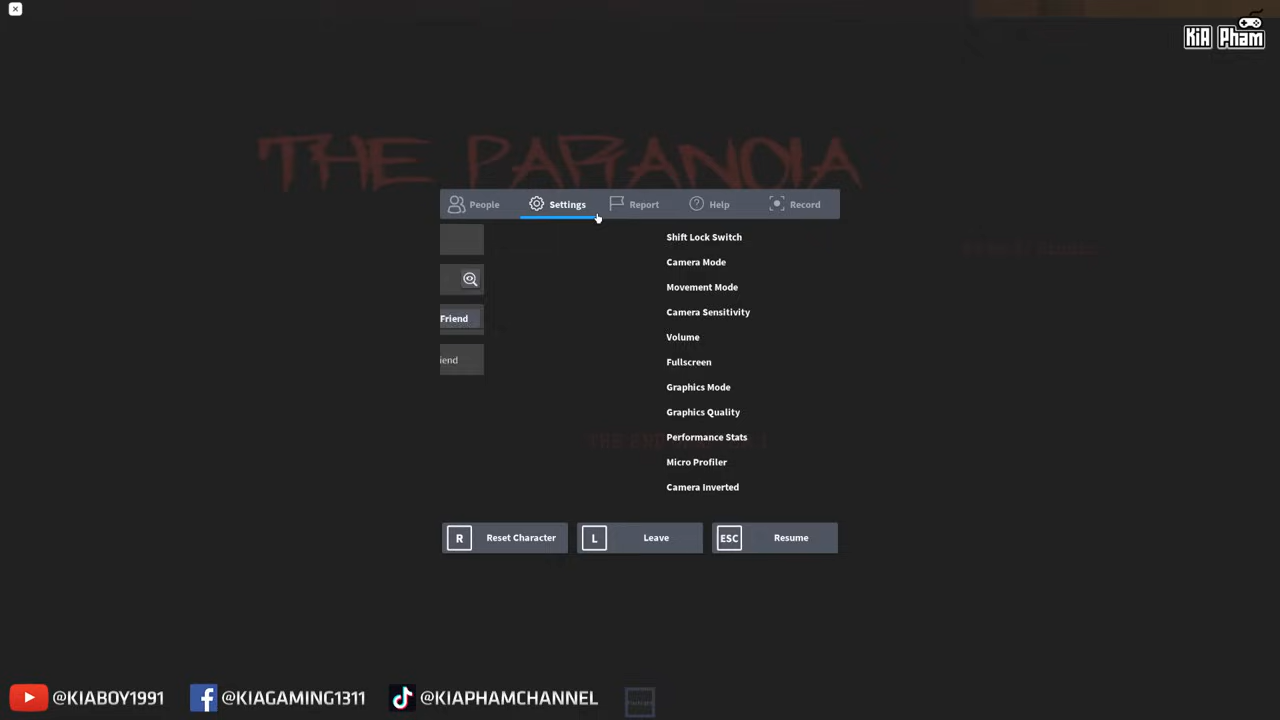 KiA Pham
THE PARANOIA
People
Settings
Report
Help
Record
Shift Lock Switch
Camera Mode
Movement Mode
Friend
Camera Sensitivity
Volume
iend
Fullscreen
Graphics Mode
Graphics Quality
Performance Stats
Micro Profiler
Camera Inverted
R Reset Character
L Leave
ESC Resume
@KIABOY1991
@KIAGAMING1311
@KIAPHAMCHANNEL